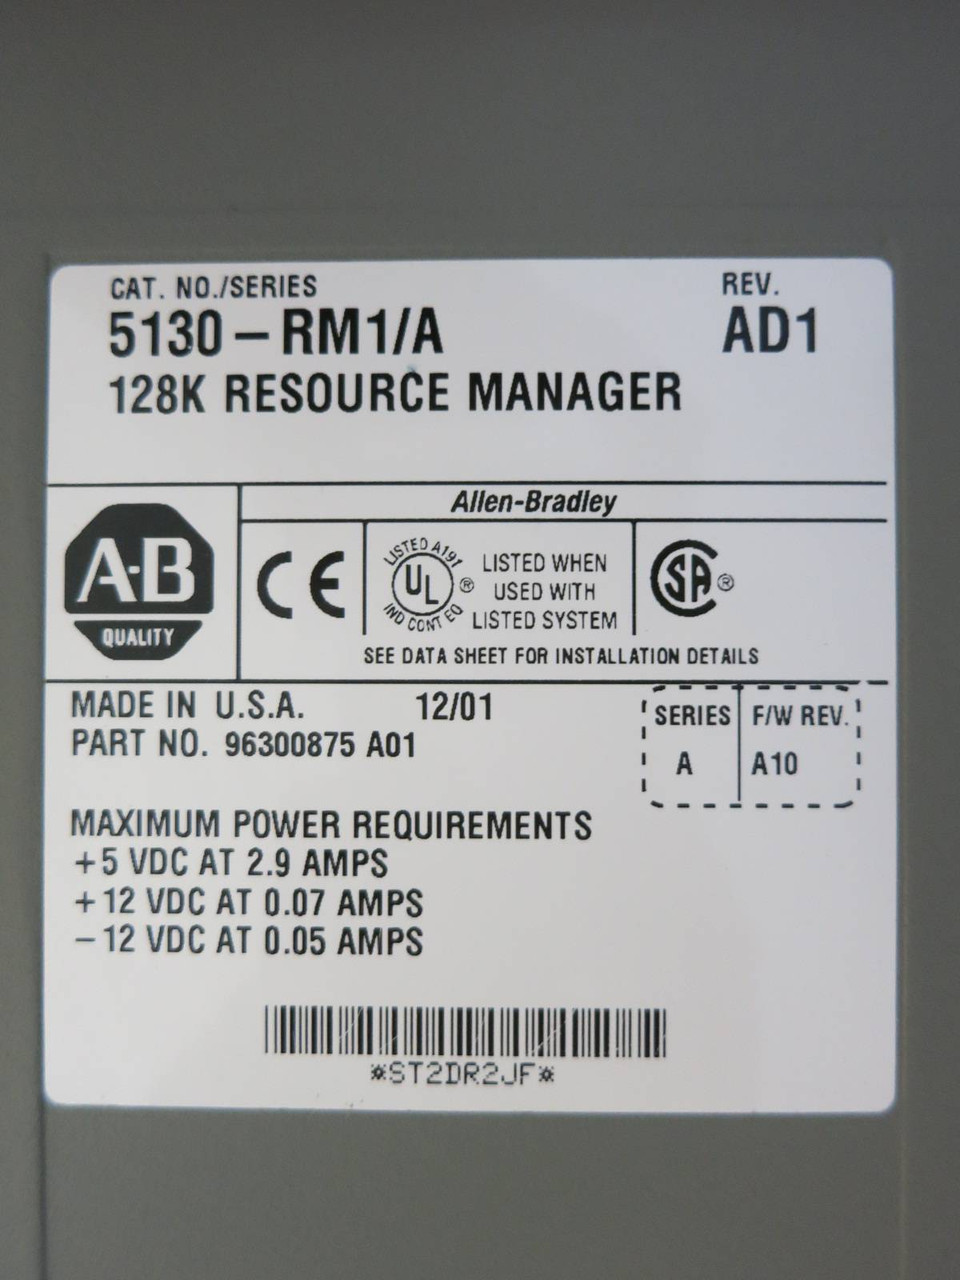 CAT. NO./SERIES
REV.
5130-RM1/A
AD1
128K RESOURCE MANAGER
Allen-Bradley
A-B
QUALITY
CE
LISTED A191
UL
®
IND CONT EQ
LISTED WHEN
USED WITH
LISTED SYSTEM
SA
®
SEE DATA SHEET FOR INSTALLATION DETAILS
MADE IN U.S.A. 12/01
PART NO. 96300875 A01
SERIES F/W REV.
A A10
MAXIMUM POWER REQUIREMENTS
+5 VDC AT 2.9 AMPS
+12 VDC AT 0.07 AMPS
-12 VDC AT 0.05 AMPS
*ST2DR2JF*